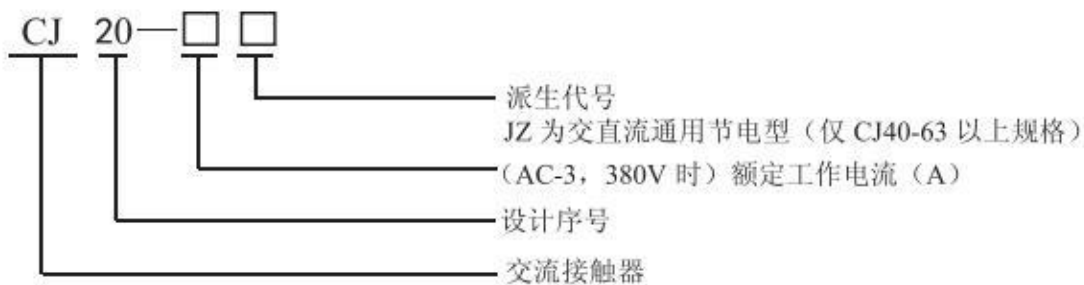 CJ 20—□ □
派生代号
JZ 为交直流通用节电型（仅 CJ40-63 以上规格）
（AC-3，380V 时）额定工作电流（A）
设计序号
交流接触器